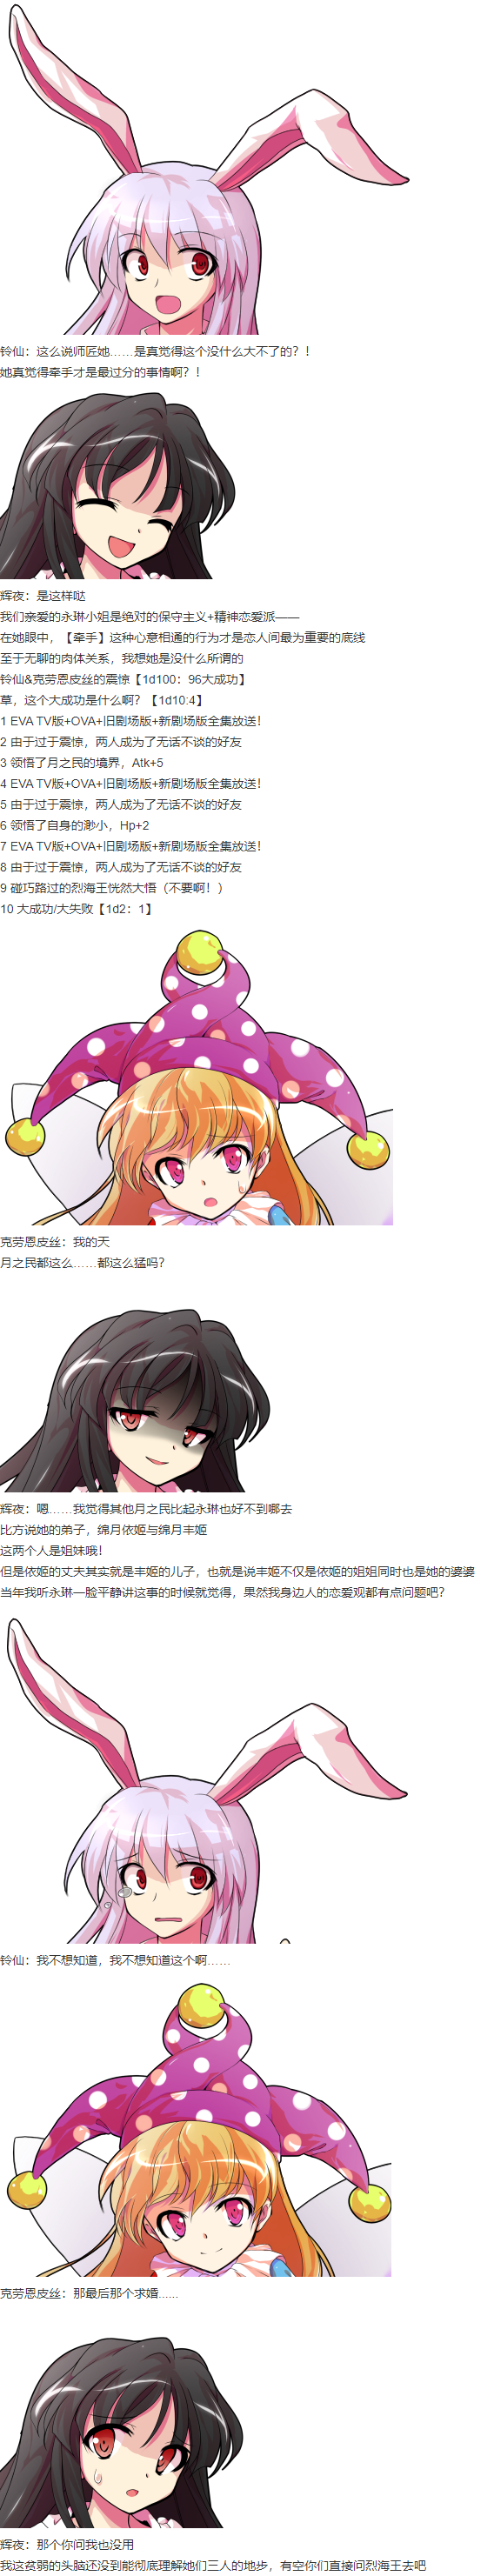 铃仙：这么说师匠她……是真觉得这个没什么大不了的？！
她真觉得牵手才是最过分的事情啊？！
辉夜：是这样哒
我们亲爱的永琳小姐是绝对的保守主义+精神恋爱派——
在她眼中，【牵手】这种心意相通的行为才是恋人间最为重要的底线
至于无聊的肉体关系，我想她是没什么所谓的
铃仙&克劳恩皮丝的震惊【1d100：96大成功】
草，这个大成功是什么啊？【1d10:4】
1 EVA TV版+OVA+旧剧场版+新剧场版全集放送！
2 由于过于震惊，两人成为了无话不谈的好友
3 领悟了月之民的境界，Atk+5
4 EVA TV版+OVA+旧剧场版+新剧场版全集放送！
5 由于过于震惊，两人成为了无话不谈的好友
6 领悟了自身的渺小，Hp+2
7 EVA TV版+OVA+旧剧场版+新剧场版全集放送！
8 由于过于震惊，两人成为了无话不谈的好友
9 碰巧路过的烈海王恍然大悟（不要啊！）
10 大成功/大失败【1d2：1】
克劳恩皮丝：我的天
月之民都这么……都这么猛吗？
辉夜：嗯……我觉得其他月之民比起永琳也好不到哪去
比方说她的弟子，绵月依姬与绵月丰姬
这两个人是姐妹哦！
但是依姬的丈夫其实就是丰姬的儿子，也就是说丰姬不仅是依姬的姐姐同时也是她的婆婆
当年我听永琳一脸平静讲这事的时候就觉得，果然我身边人的恋爱观都有点问题吧？
铃仙：我不想知道，我不想知道这个啊……
克劳恩皮丝：那最后那个求婚......
辉夜：那个你问我也没用
我这贫弱的头脑还没到能彻底理解她们三人的地步，有空你们直接问烈海王去吧